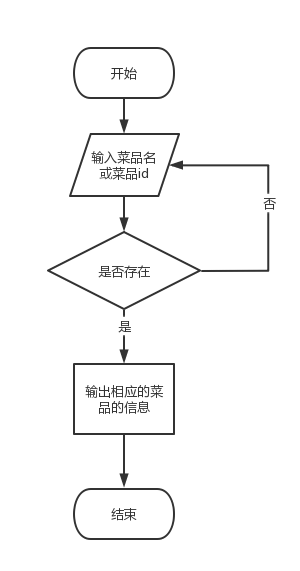 开始
输入菜品名
或菜品id
否
是否存在
是
输出相应的菜
品的信息
结束